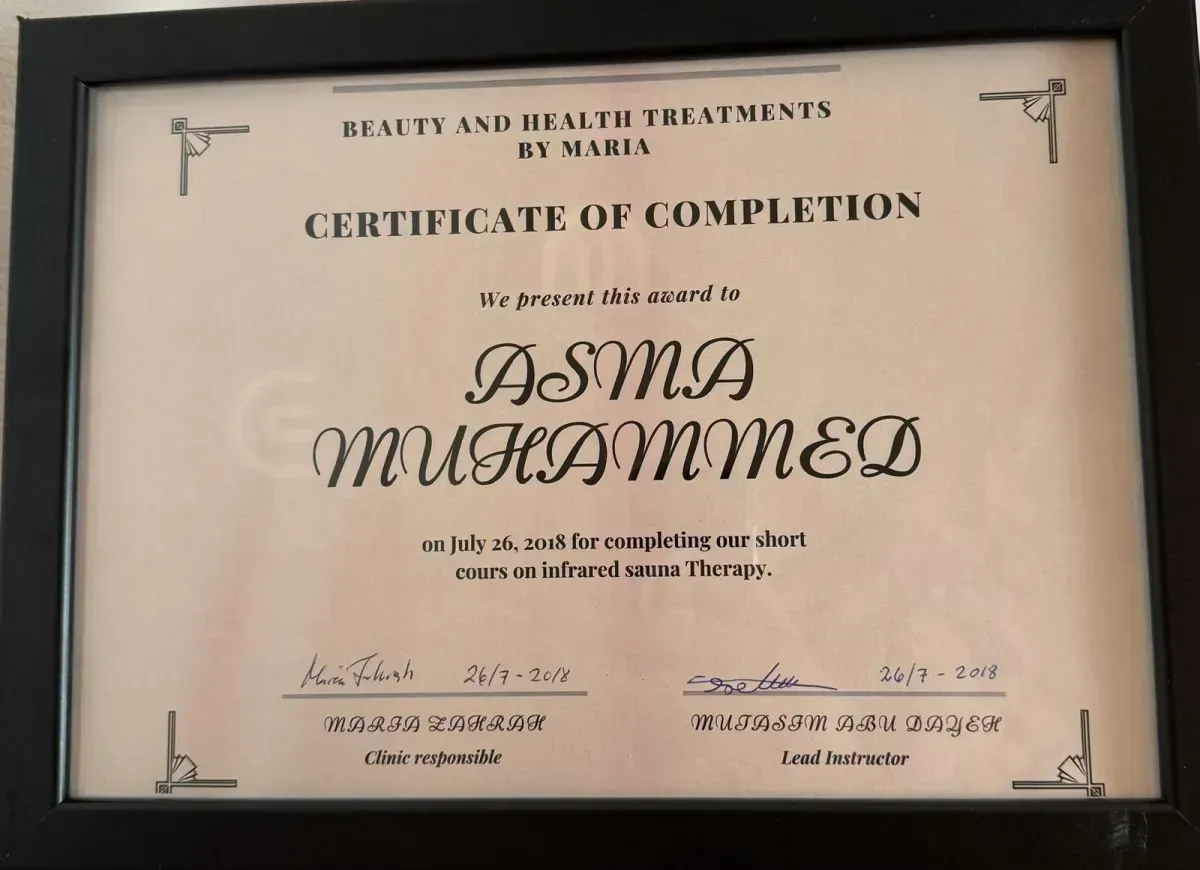 BEAUTY AND HEALTH TREATMENTS
BY MARIA
CERTIFICATE OF COMPLETION
We present this award to
ASMA
MUHAMMED
on July 26, 2018 for completing our short
cours on infrared sauna Therapy.
26/7-2018
26/7-2018
MARIA ZAHRAH
MUTASIM ABU DAYEH
Clinic responsible
Lead Instructor